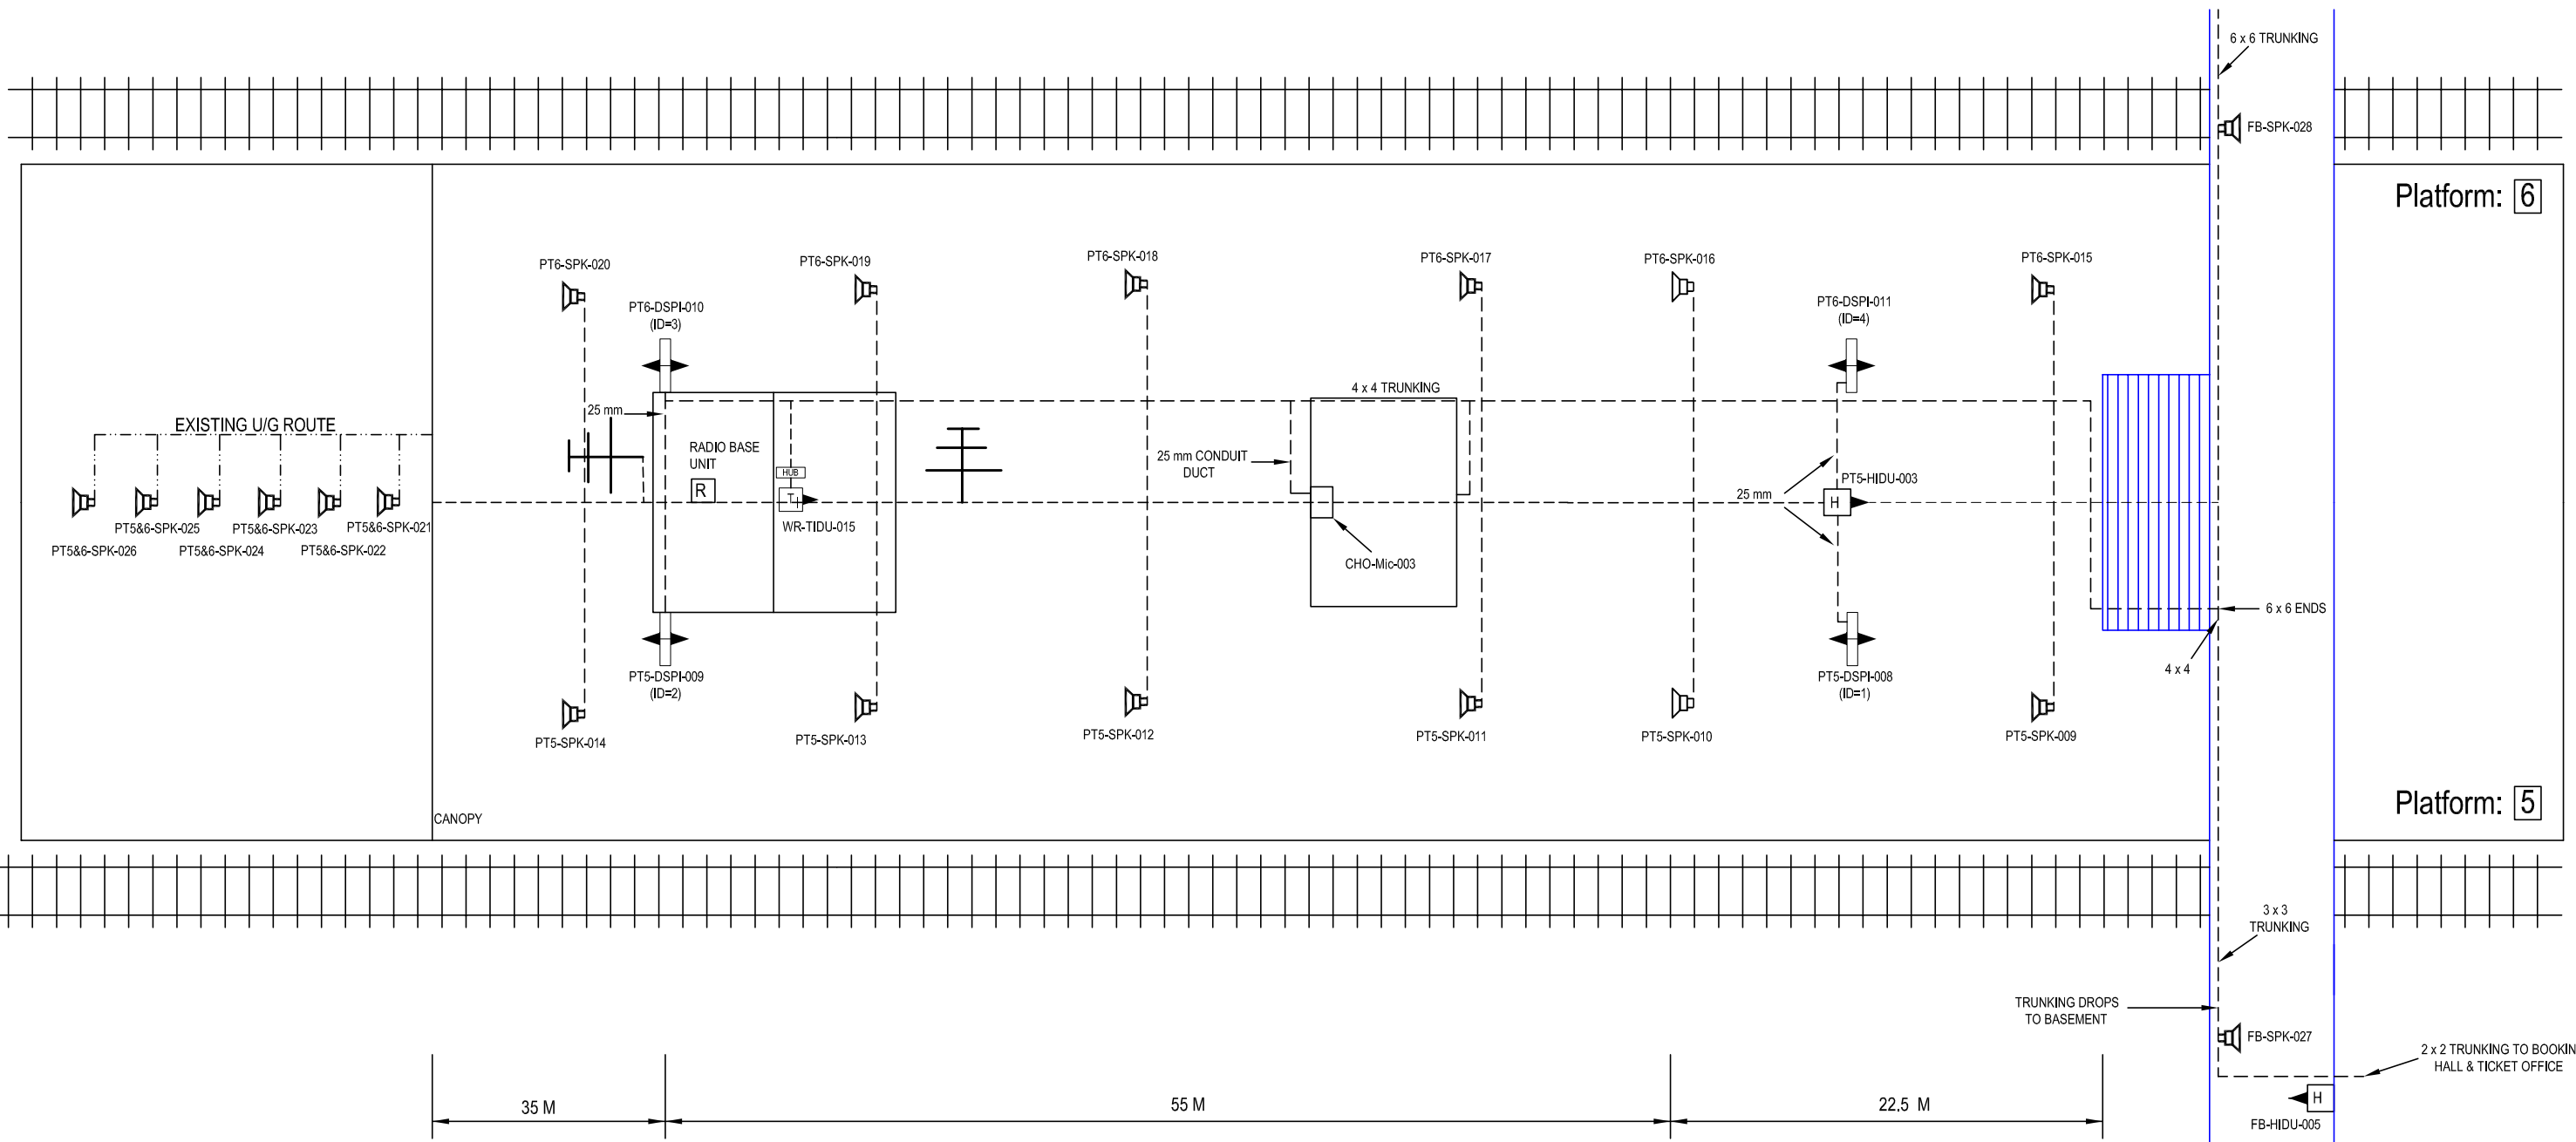 6 x 6 TRUNKING
FB-SPK-028
Platform: 6
PT6-SPK-020
PT6-SPK-019
PT6-SPK-018
PT6-SPK-017
PT6-SPK-016
PT6-SPK-015
PT6-DSPI-010
(ID=3)
PT6-DSPI-011
(ID=4)
4 x 4 TRUNKING
25 mm
EXISTING U/G ROUTE
RADIO BASE
UNIT
R
HUB
T
WR-TIDU-015
25 mm CONDUIT
DUCT
CHO-Mic-003
25 mm
PT5-HIDU-003
H
PT5&6-SPK-026
PT5&6-SPK-025
PT5&6-SPK-024
PT5&6-SPK-023
PT5&6-SPK-022
PT5&6-SPK-021
6 x 6 ENDS
4 x 4
PT5-DSPI-009
(ID=2)
PT5-DSPI-008
(ID=1)
PT5-SPK-014
PT5-SPK-013
PT5-SPK-012
PT5-SPK-011
PT5-SPK-010
PT5-SPK-009
CANOPY
Platform: 5
3 x 3
TRUNKING
TRUNKING DROPS
TO BASEMENT
FB-SPK-027
2 x 2 TRUNKING TO BOOKIN
HALL & TICKET OFFICE
H
FB-HIDU-005
35 M
55 M
22.5 M